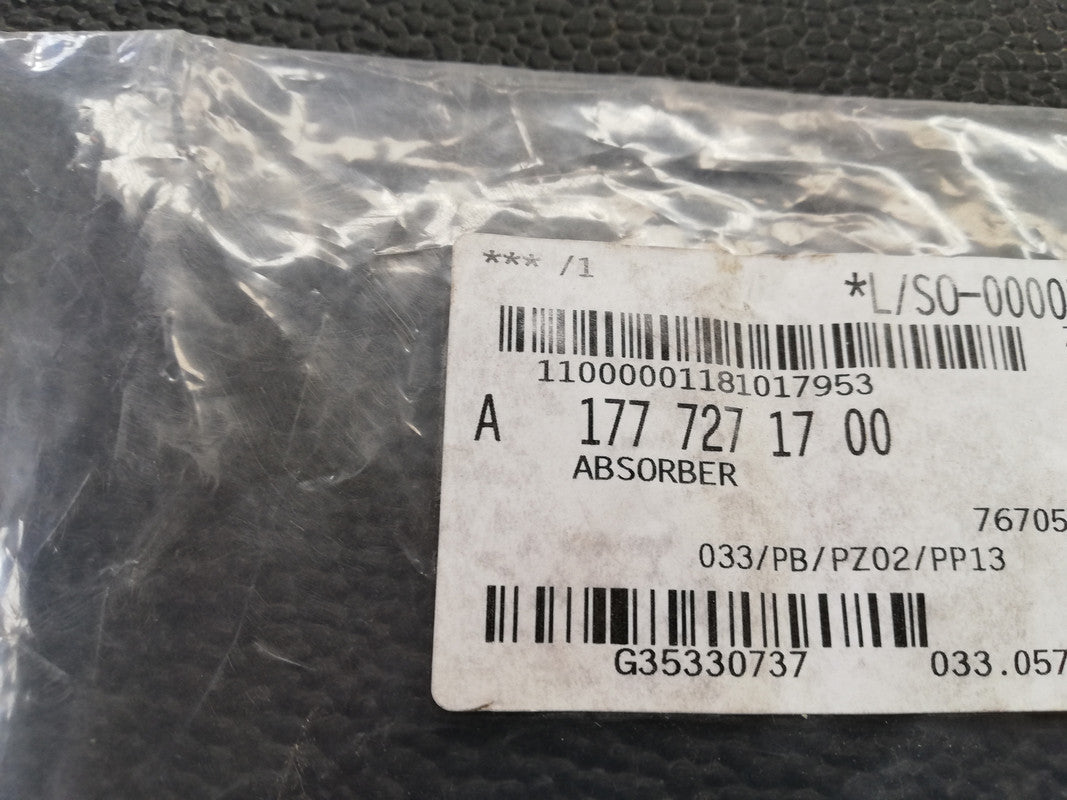 *** /1
*L/SO-0000
11000001181017953
A 177 727 17 00
ABSORBER
76705
033/PB/PZ02/PP13
G35330737 033.057